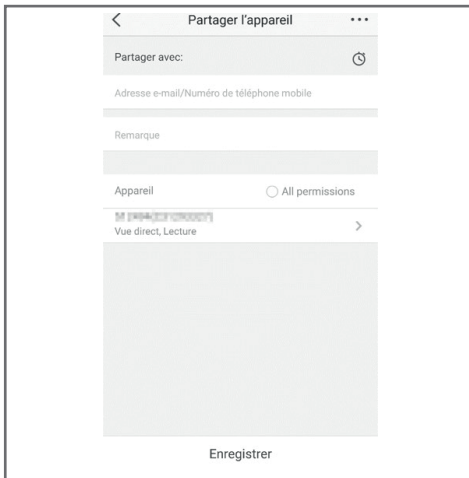 Partager l'appareil
Partager avec:
Adresse e-mail/Numéro de téléphone mobile
Remarque
Appareil All permissions
Vue direct, Lecture
Enregistrer